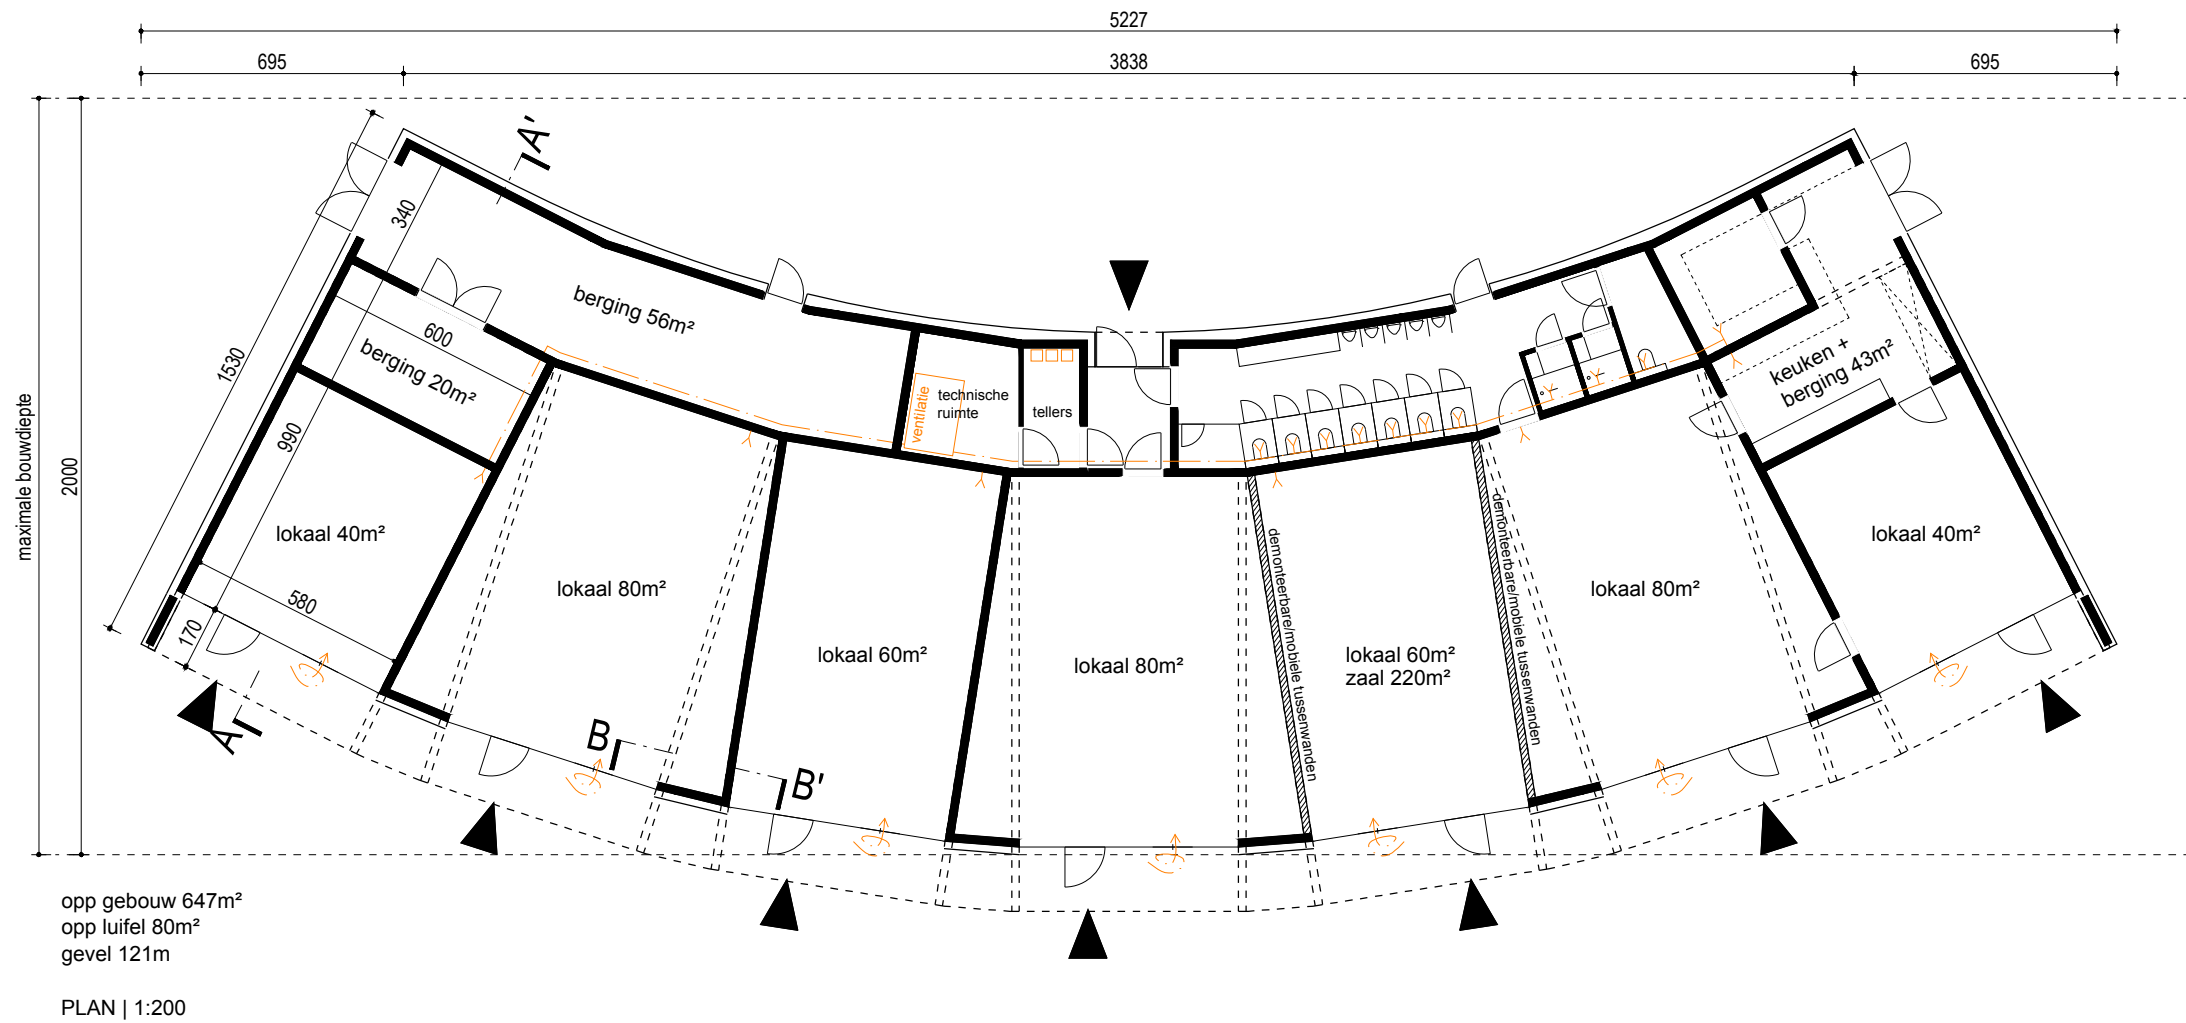 5227
695
3838
695
maximale bouwdiepte
2000
1530
340
990
170
600
580
A'
A
B
B'
berging 56m²
berging 20m²
ventilatie
technische
ruimte
tellers
keuken +
berging 43m²
lokaal 40m²
lokaal 80m²
lokaal 60m²
lokaal 80m²
demonteerbare/mobiele tussenwanden
lokaal 60m²
zaal 220m²
demonteerbare/mobiele tussenwanden
lokaal 80m²
lokaal 40m²
opp gebouw 647m²
opp luifel 80m²
gevel 121m
PLAN | 1:200